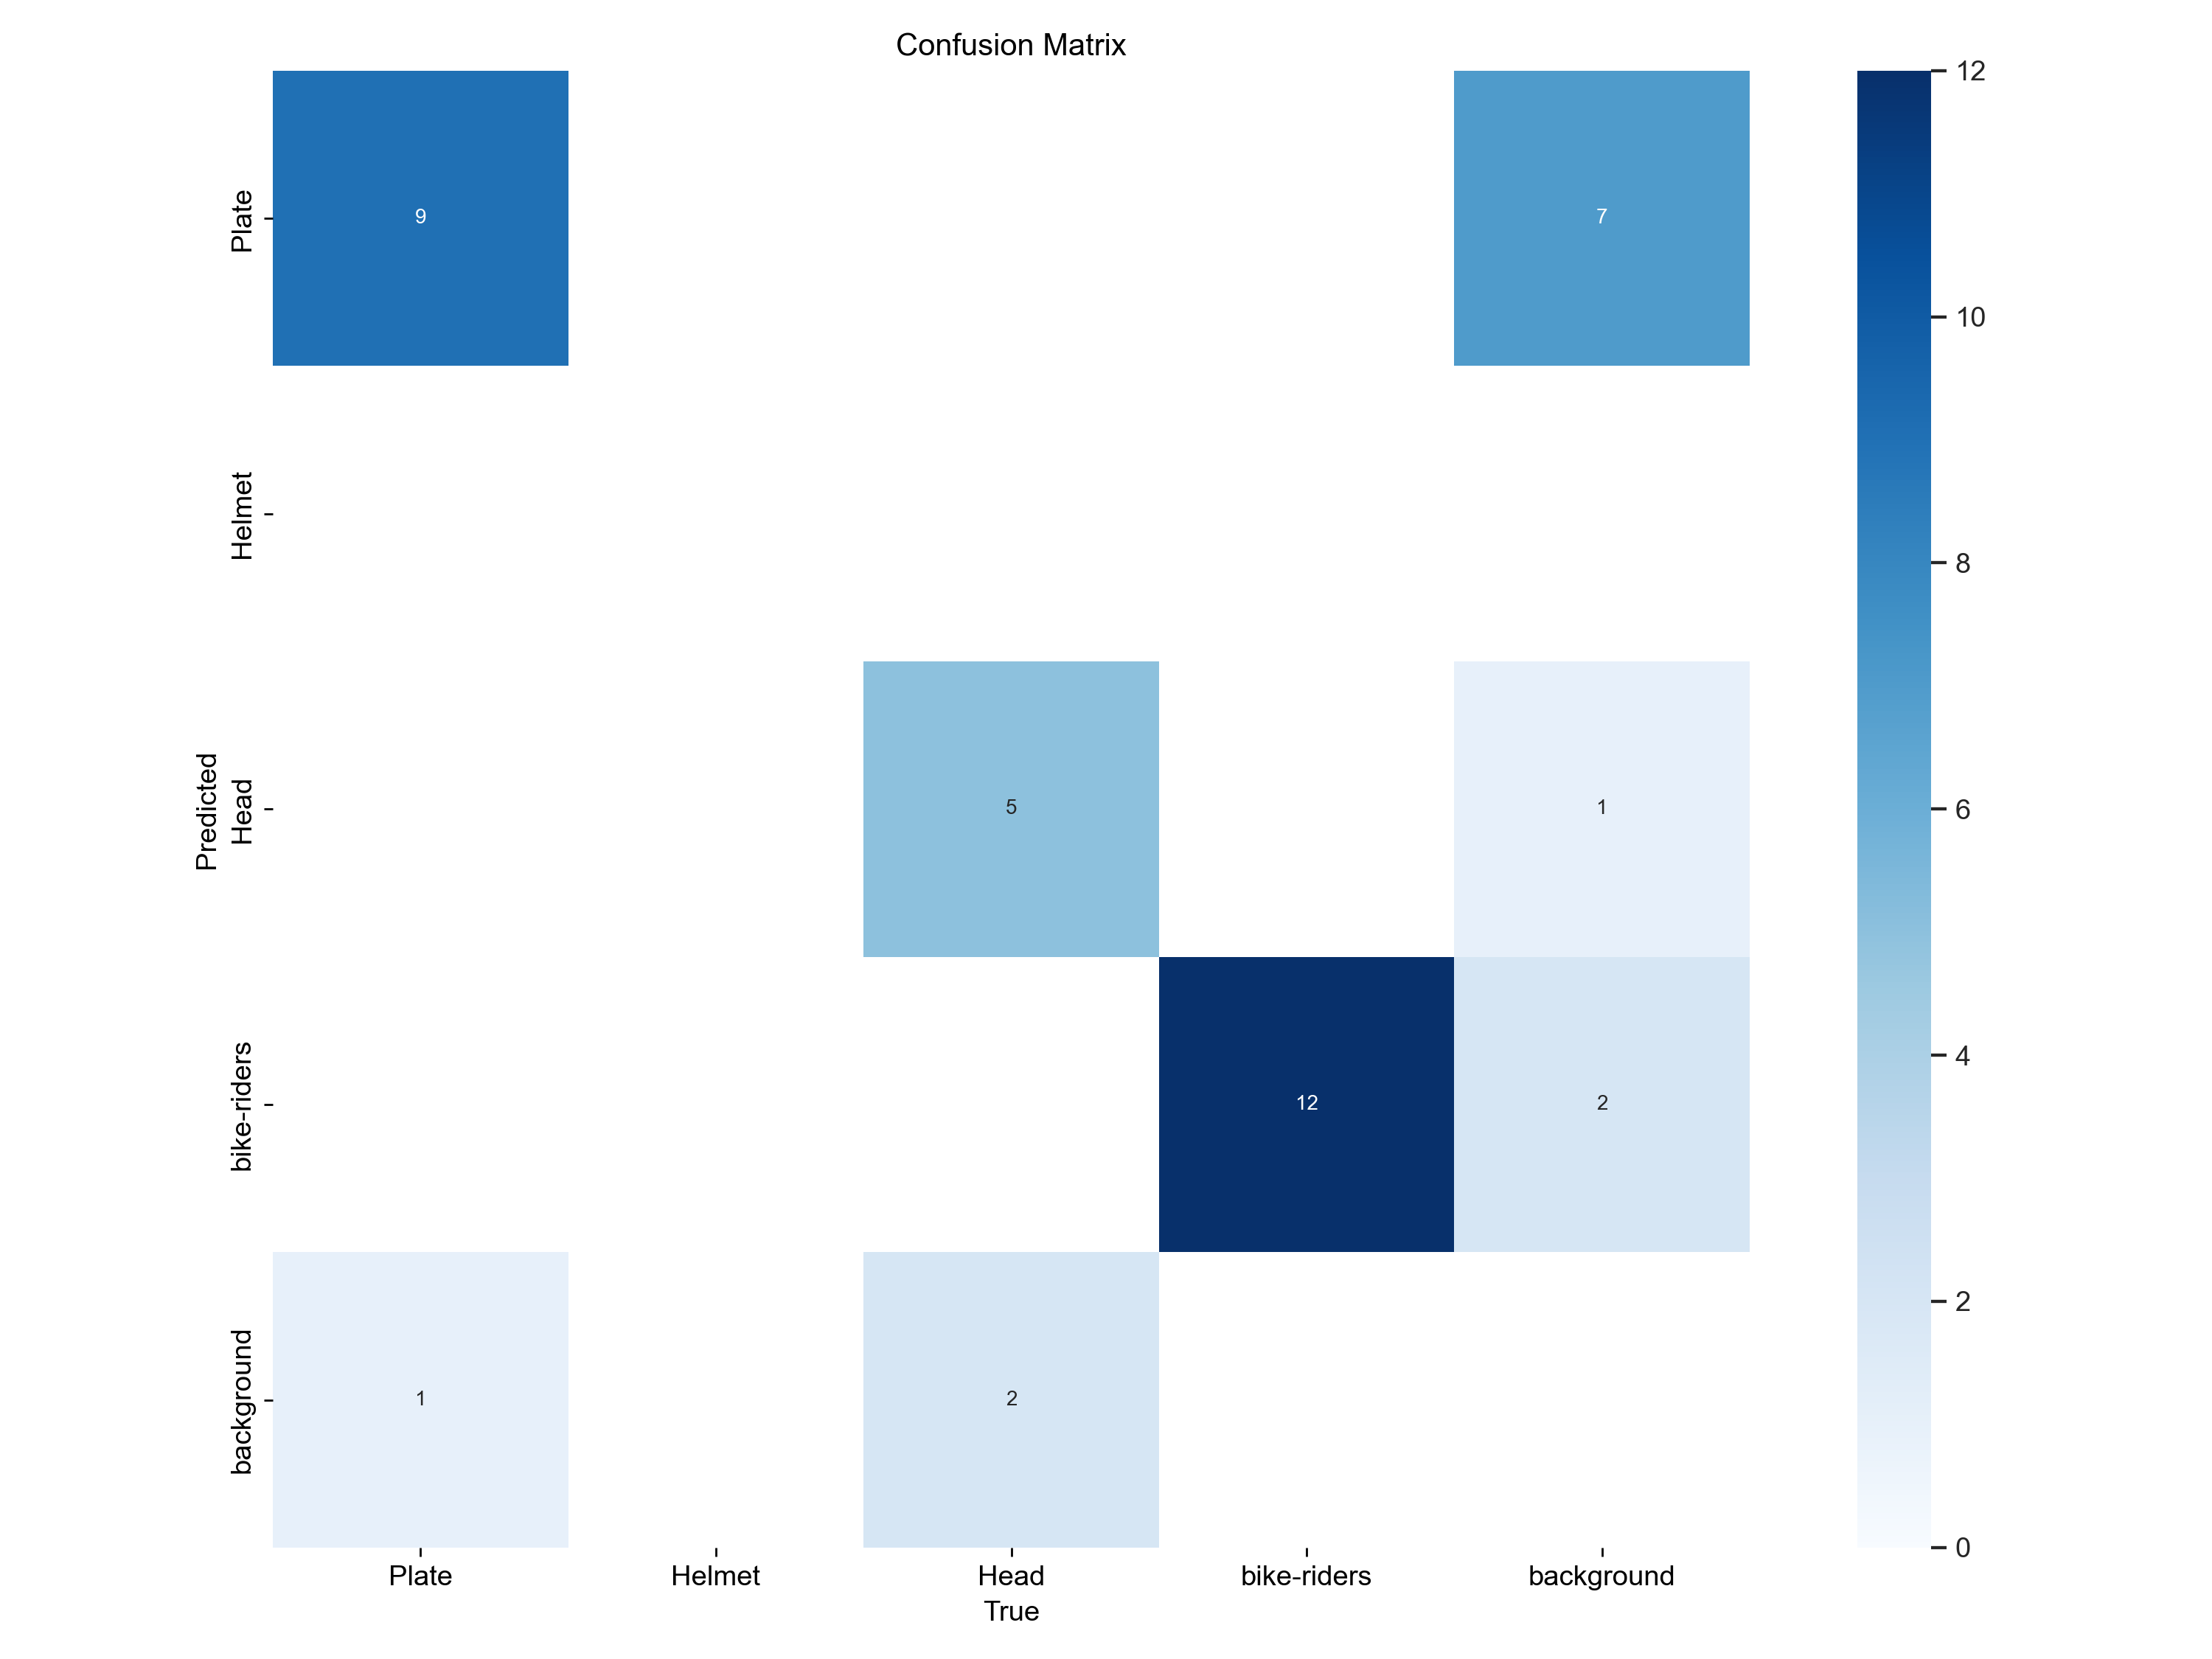 Confusion Matrix
12
Plate
9
7
10
Helmet
8
Predicted
Head
5
1
6
bike-riders
12
2
4
2
background
1
2
0
Plate
Helmet
Head
bike-riders
background
True